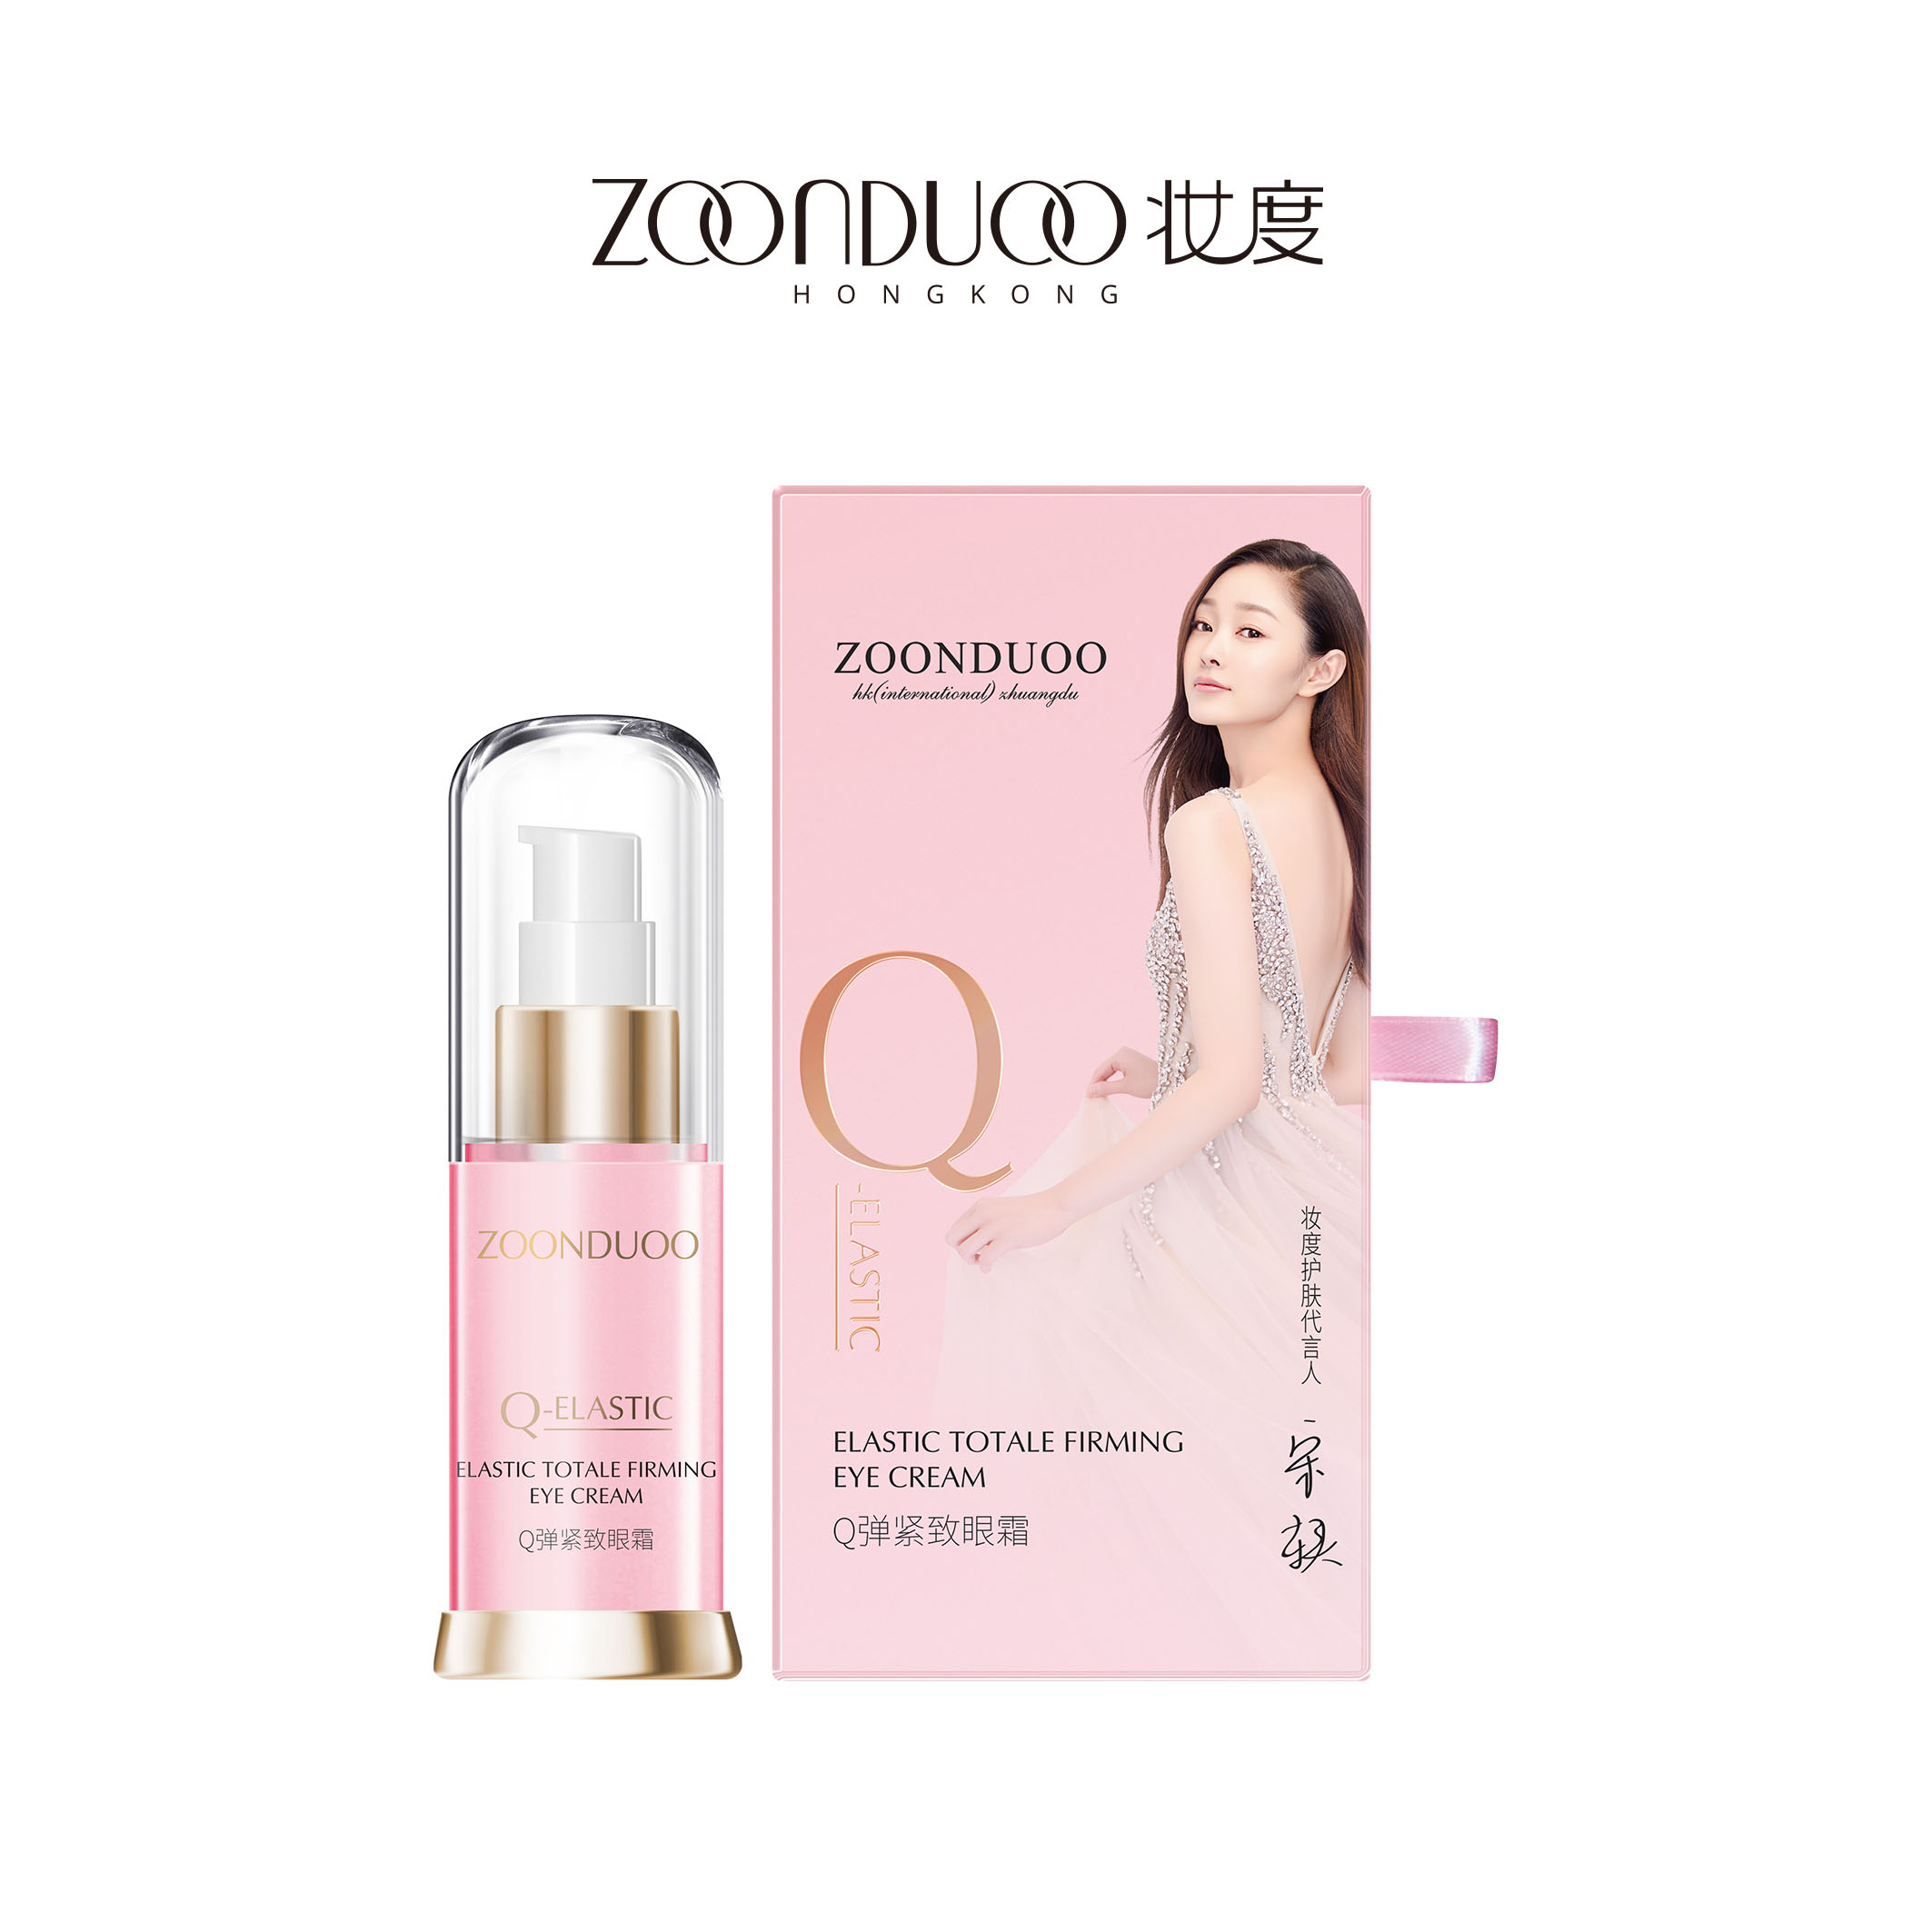 ZOONDUOO 妆度
HONGKONG
ZOONDUOO
hk(international) zhuangdu
Q
-ELASTIC
妆度护肤代言人
ELASTIC TOTALE FIRMING
EYE CREAM
Q弹紧致眼霜
ZOONDUOO
Q-ELASTIC
ELASTIC TOTALE FIRMING
EYE CREAM
Q弹紧致眼霜